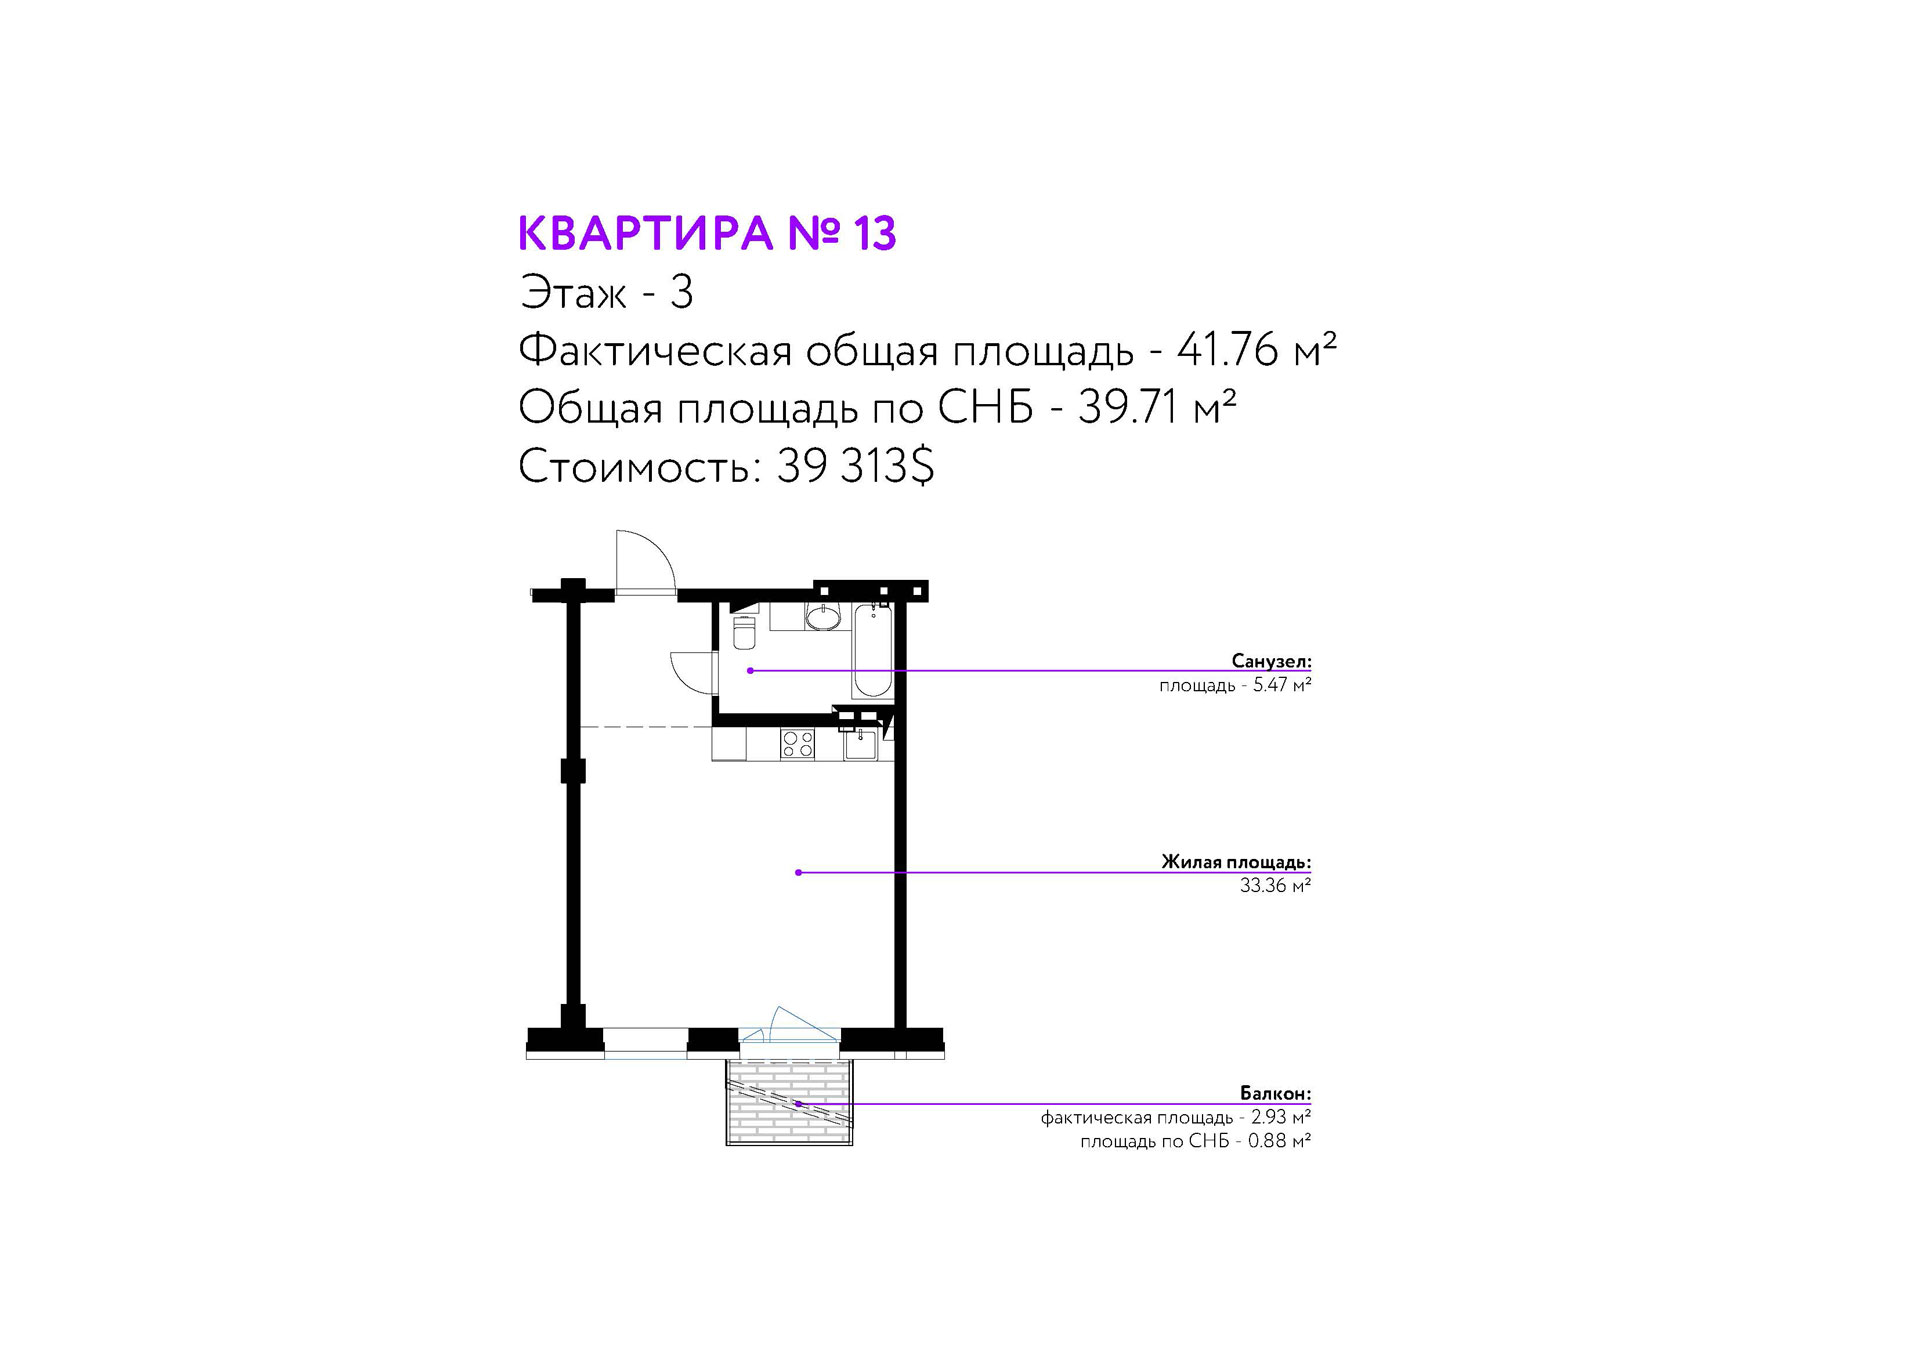 КВАРТИРА № 13
Этаж - 3
Фактическая общая площадь - 41.76 м²
Общая площадь по СНБ - 39.71 м²
Стоимость: 39 313$
Санузел:
площадь - 5.47 м²
Жилая площадь:
33.36 м²
Балкон:
фактическая площадь - 2.93 м²
площадь по СНБ - 0.88 м²